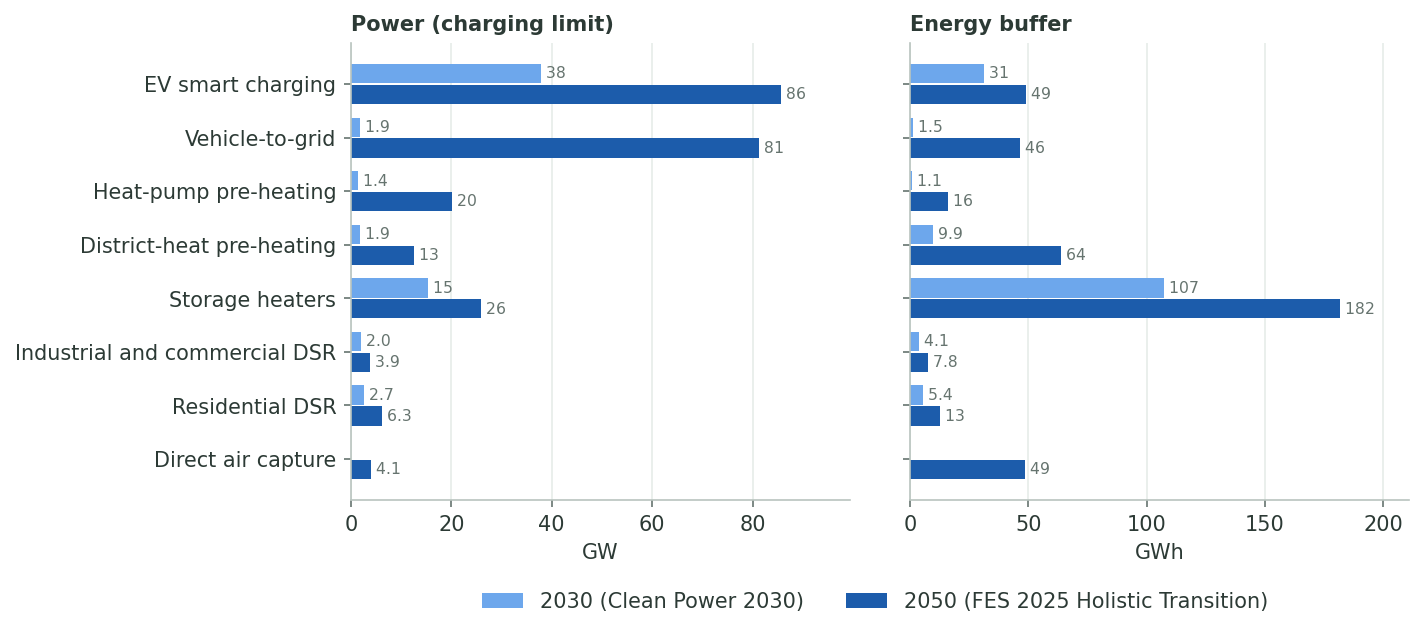 Power (charging limit)
Energy buffer
EV smart charging
38
86
31
49
Vehicle-to-grid
1.9
81
1.5
46
Heat-pump pre-heating
1.4
20
1.1
16
District-heat pre-heating
1.9
13
9.9
64
Storage heaters
15
26
107
182
Industrial and commercial DSR
2.0
3.9
4.1
7.8
Residential DSR
2.7
6.3
5.4
13
Direct air capture
4.1
49
0 20 40 60 80
GW
0 50 100 150 200
GWh
2030 (Clean Power 2030)
2050 (FES 2025 Holistic Transition)